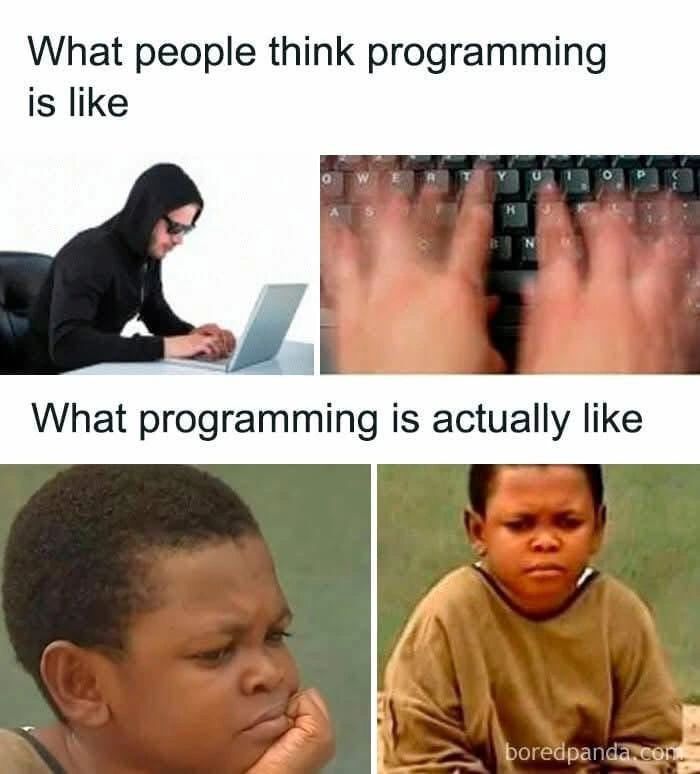 What people think programming
is like
Q W E R T Y U I O P
A S F H J K L
B N
What programming is actually like
boredpanda.com